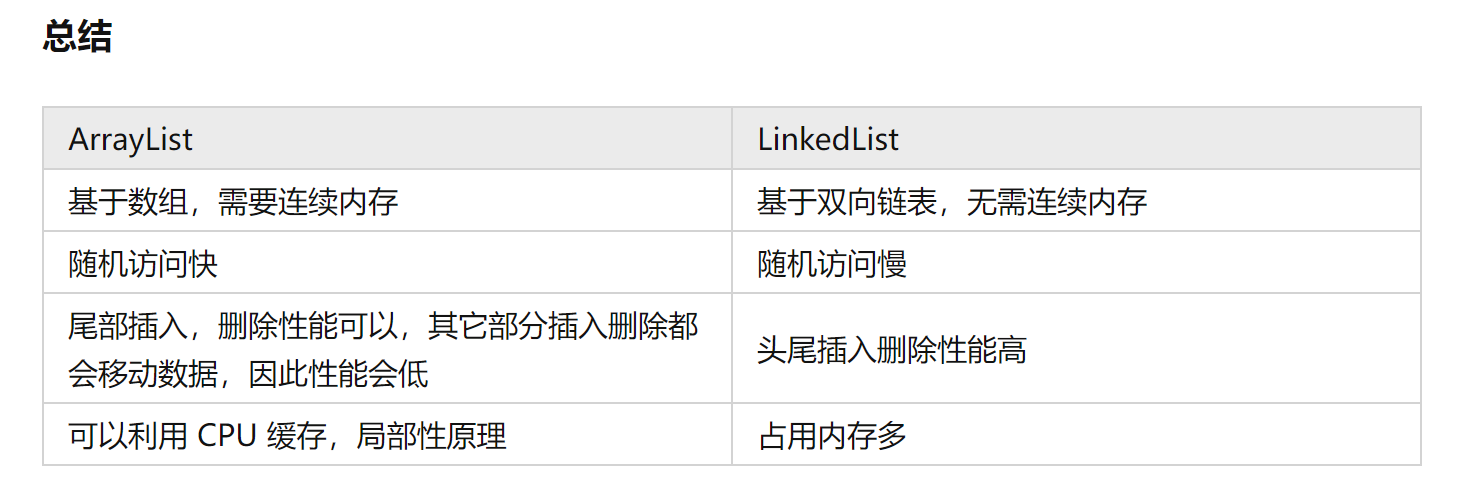 总结
ArrayList
LinkedList
基于数组，需要连续内存
基于双向链表，无需连续内存
随机访问快
随机访问慢
尾部插入，删除性能可以，其它部分插入删除都
会移动数据，因此性能会低
头尾插入删除性能高
可以利用 CPU 缓存，局部性原理
占用内存多